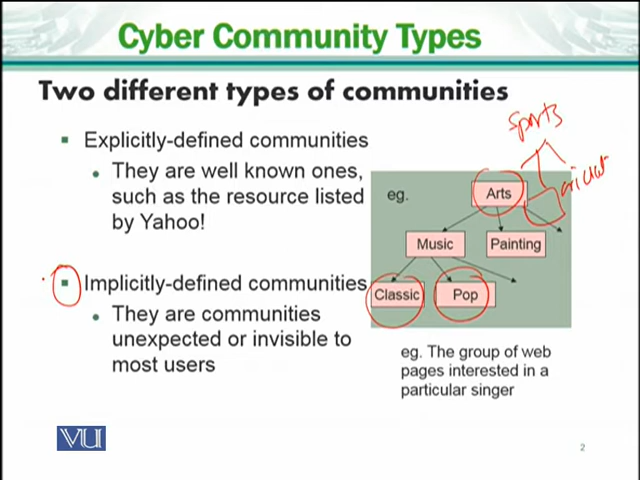 Cyber Community Types
Two different types of communities
Explicitly-defined communities
They are well known ones,
such as the resource listed
by Yahoo!
Implicitly-defined communities
They are communities
unexpected or invisible to
most users
Sports
cricket
eg.
Arts
Music
Painting
Classic
Pop
eg. The group of web
pages interested in a
particular singer
VU
2